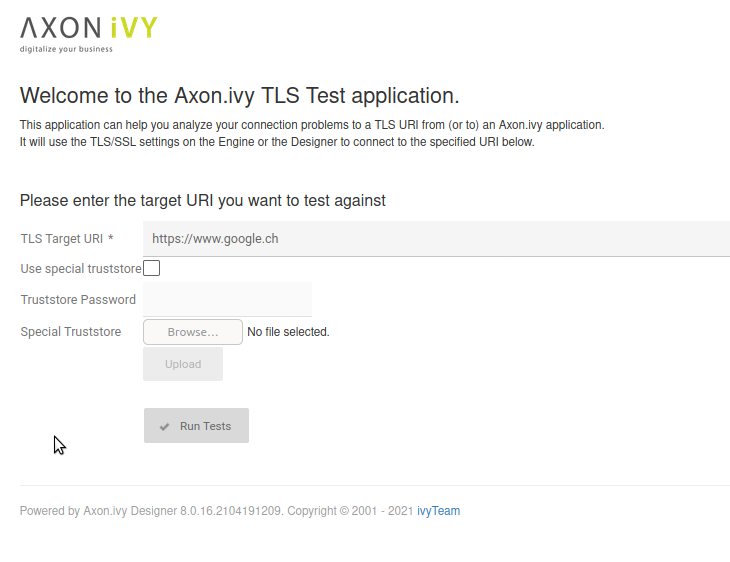 AXON iVY
digitalize your business
Welcome to the Axon.ivy TLS Test application.
This application can help you analyze your connection problems to a TLS URI from (or to) an Axon.ivy application.
It will use the TLS/SSL settings on the Engine or the Designer to connect to the specified URI below.
Please enter the target URI you want to test against
TLS Target URI * https://www.google.ch
Use special truststore
Truststore Password
Special Truststore Browse... No file selected.
Upload
Run Tests
Powered by Axon.ivy Designer 8.0.16.2104191209. Copyright © 2001 - 2021 ivyTeam